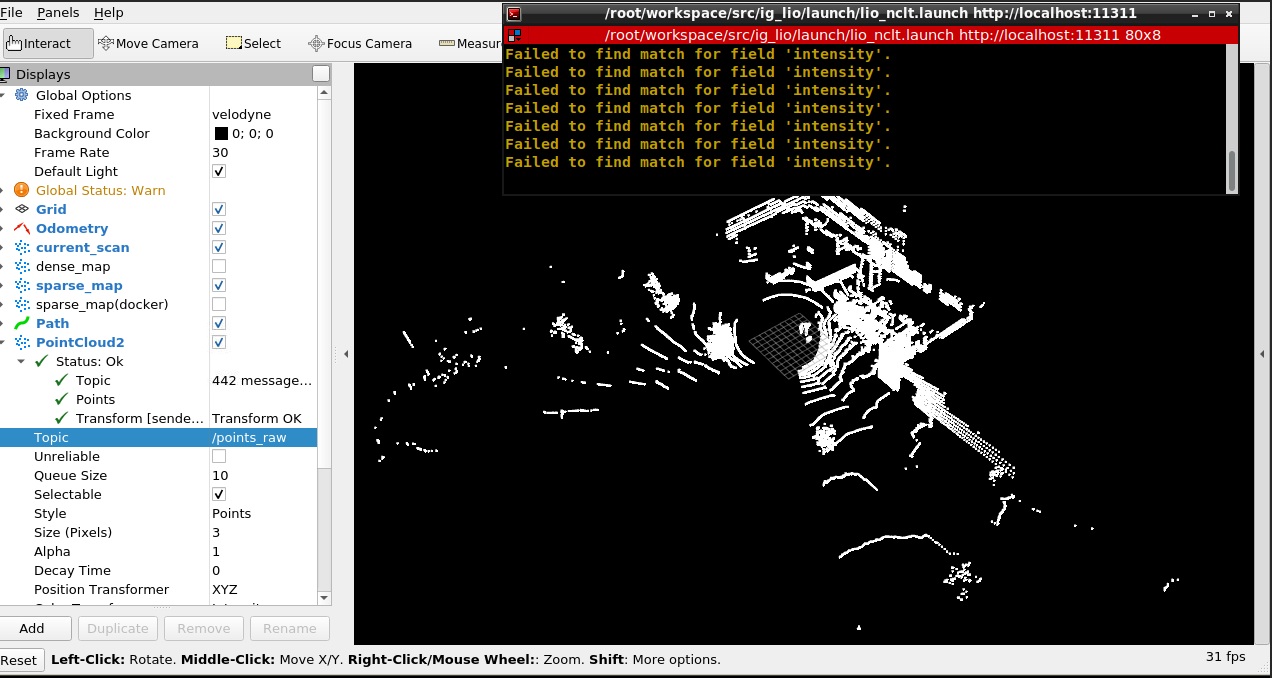 File Panels Help
/root/workspace/src/ig_lio/launch/lio_nclt.launch http://localhost:11311
/root/workspace/src/ig_lio/launch/lio_nclt.launch http://localhost:11311 80x8
Failed to find match for field 'intensity'.
Failed to find match for field 'intensity'.
Failed to find match for field 'intensity'.
Failed to find match for field 'intensity'.
Failed to find match for field 'intensity'.
Failed to find match for field 'intensity'.
Failed to find match for field 'intensity'.
Interact Move Camera Select Focus Camera Measur
Displays
Global Options
Fixed Frame velodyne
Background Color 0; 0; 0
Frame Rate 30
Default Light
Global Status: Warn
Grid
Odometry
current_scan
dense_map
sparse_map
sparse_map(docker)
Path
PointCloud2
Status: Ok
Topic 442 message...
Points
Transform [sende... Transform OK
Topic /points_raw
Unreliable
Queue Size 10
Selectable
Style Points
Size (Pixels) 3
Alpha 1
Decay Time 0
Position Transformer XYZ
Add Duplicate Remove Rename
Reset Left-Click: Rotate. Middle-Click: Move X/Y. Right-Click/Mouse Wheel:: Zoom. Shift: More options. 31 fps